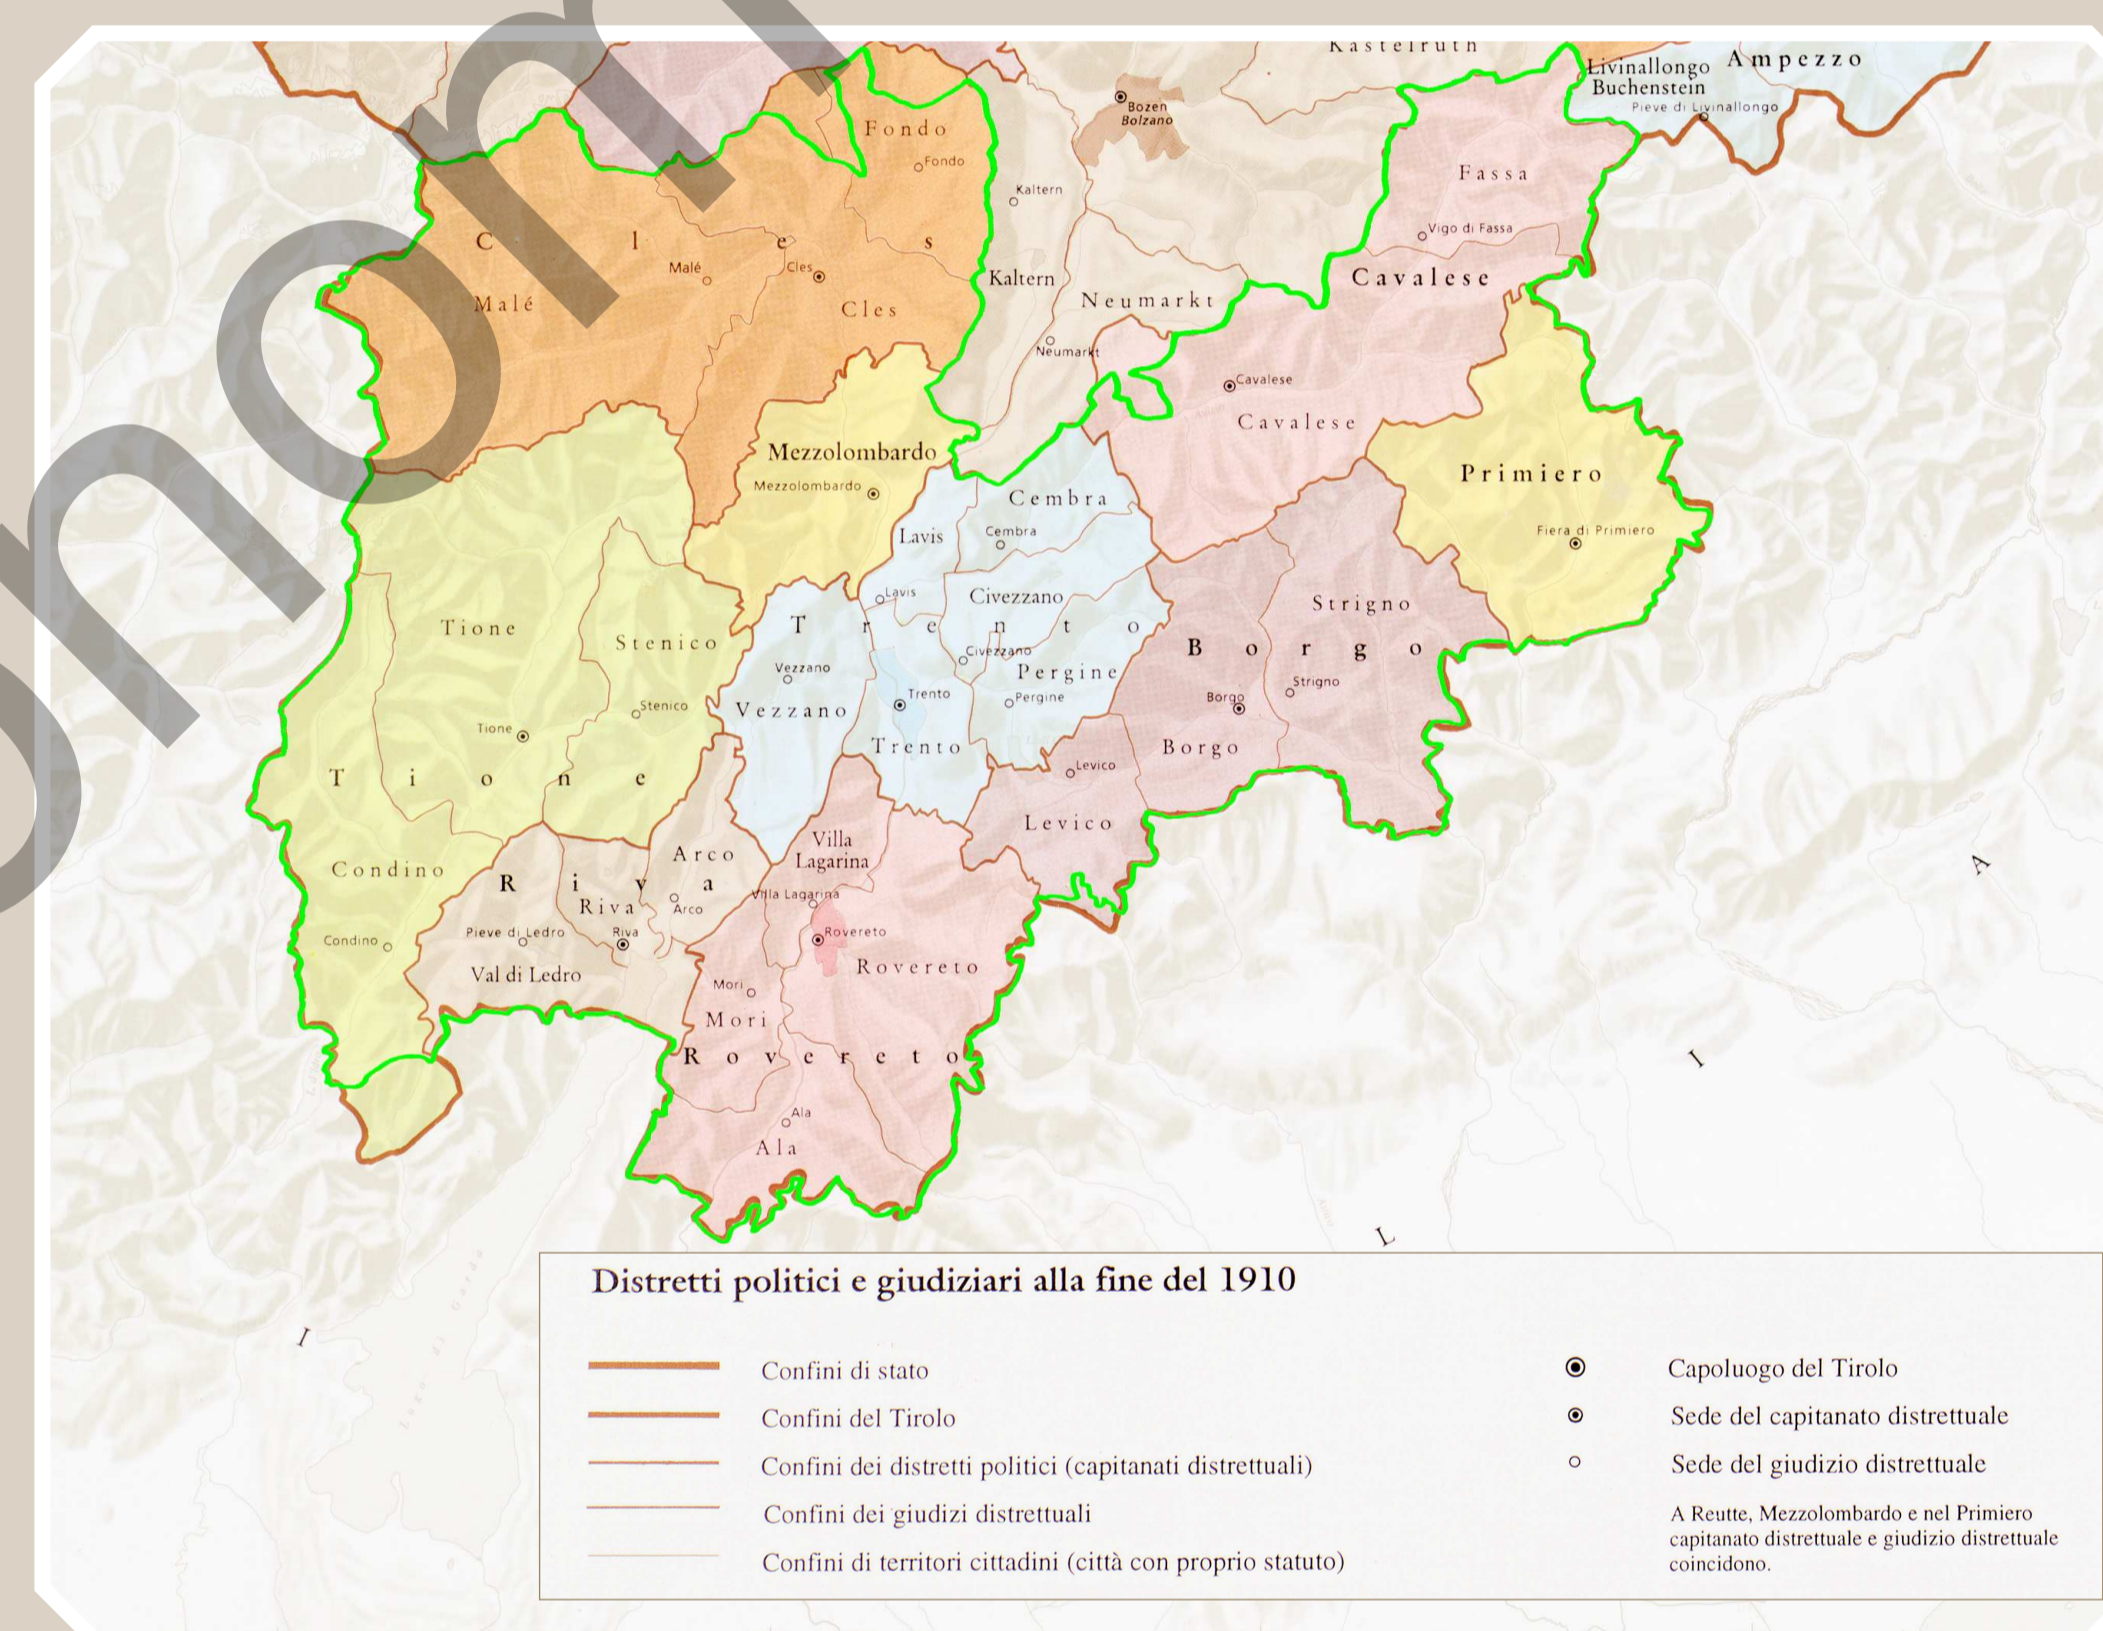 Kastelruth
Livinallongo
Buchenstein
Ampezzo
Pieve di Livinallongo
Bozen
Bolzano
Fondo
Fondo
Fassa
Kaltern
Vigo di Fassa
C l e s
Malé
Cles
Kaltern
Cavalese
Malé
Cles
Neumarkt
Neumarkt
Cavalese
Cavalese
Mezzolombardo
Mezzolombardo
Primiero
Fiera di Primiero
Cembra
Cembra
Lavis
Lavis
Civezzano
Civezzano
Strigno
Strigno
Tione
Stenico
Stenico
T r e n t o
B o r g o
Vezzano
Vezzano
Pergine
Pergine
Trento
Trento
Borgo
Borgo
Tione
T i o n e
Levico
Levico
Condino
Condino
Villa
Lagarina
Villa Lagarina
Arco
Arco
R i v a
Riva
Riva
Pieve di Ledro
Val di Ledro
Rovereto
Rovereto
Mori
Mori
R o v e r e t o
Ala
Ala
I
A
I
L
Lago di Garda
Distretti politici e giudiziari alla fine del 1910
Confini di stato
Confini del Tirolo
Confini dei distretti politici (capitanati distrettuali)
Confini dei giudizi distrettuali
Confini di territori cittadini (città con proprio statuto)
Capoluogo del Tirolo
Sede del capitanato distrettuale
Sede del giudizio distrettuale
A Reutte, Mezzolombardo e nel Primiero
capitanato distrettuale e giudizio distrettuale
coincidono.